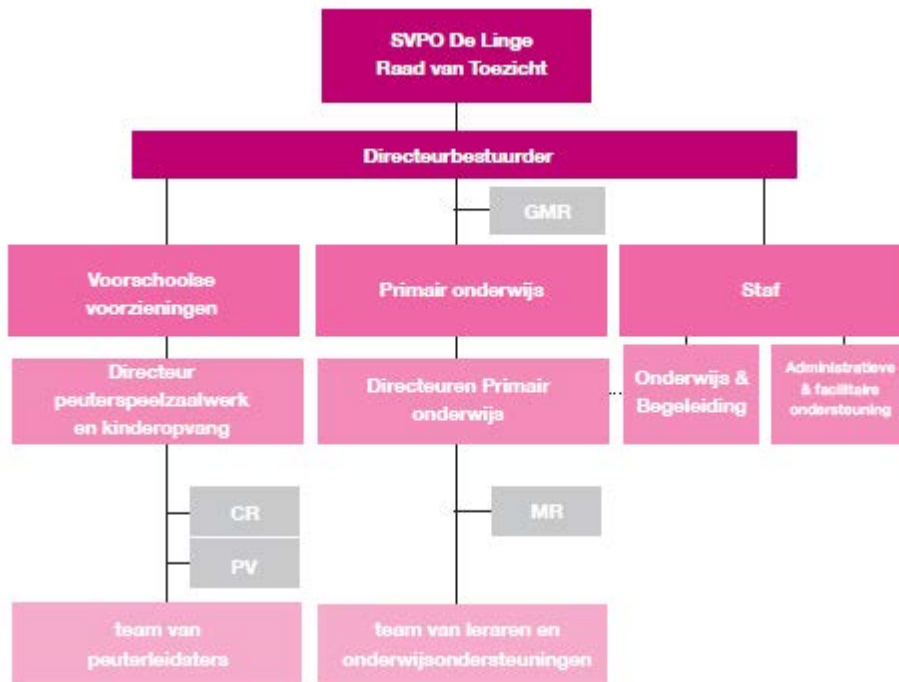 SVPO De Linge
Raad van Toezicht
Directeurbestuurder
GMR
Voorschoolse
voorzieningen
Primair onderwijs
Staf
Directeur
peuterspeelzaalwerk
en kinderopvang
Directeuren Primair
onderwijs
Onderwijs &
Begeleiding
Administratieve
& facilitaire
ondersteuning
CR
PV
MR
team van
peuterleidsters
team van leraren en
onderwijsondersteuningen